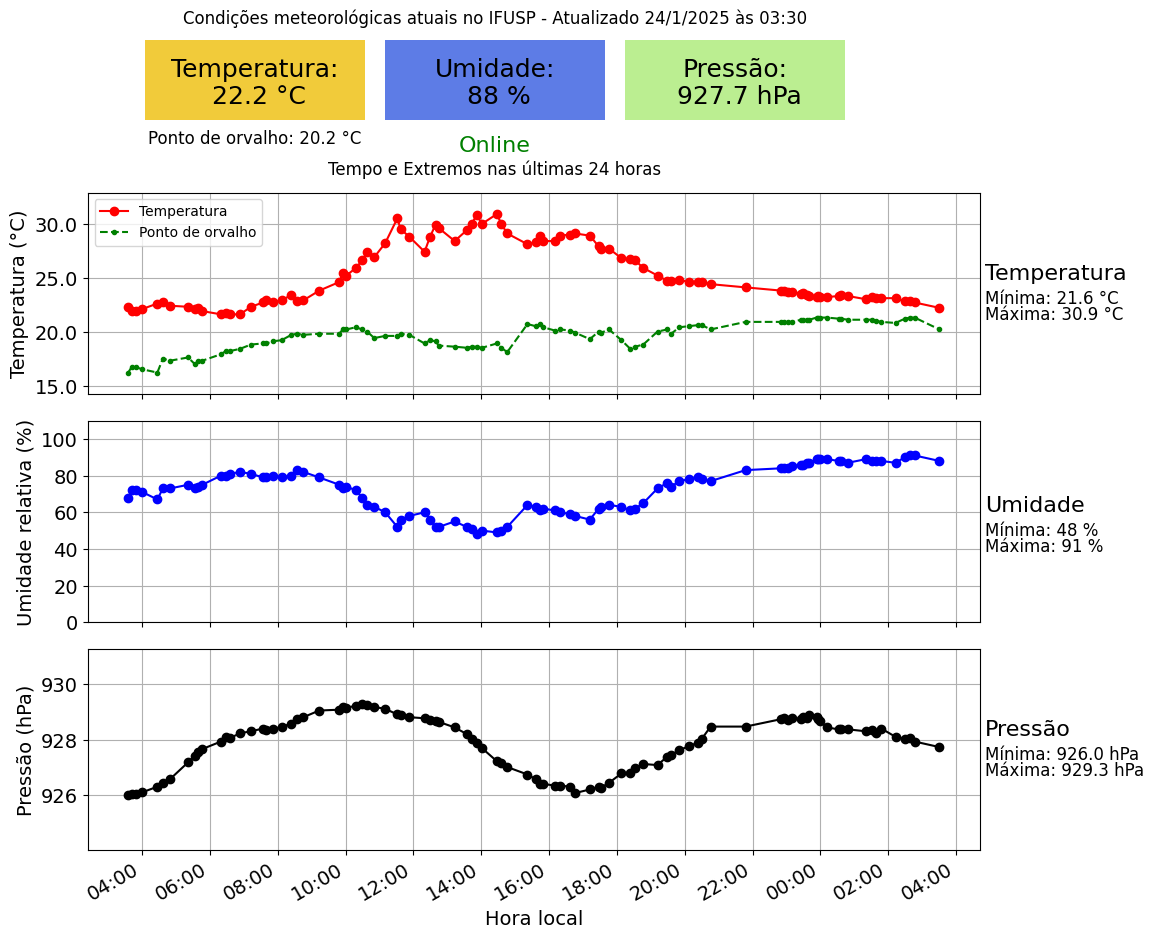 Condições meteorológicas atuais no IFUSP - Atualizado 24/1/2025 às 03:30
Temperatura:
22.2 °C
Umidade:
88 %
Pressão:
927.7 hPa
Ponto de orvalho: 20.2 °C
Online
Tempo e Extremos nas últimas 24 horas
Temperatura (°C)
30.0
25.0
20.0
15.0
Temperatura
Ponto de orvalho
Temperatura
Mínima: 21.6 °C
Máxima: 30.9 °C
Umidade relativa (%)
100
80
60
40
20
0
Umidade
Mínima: 48 %
Máxima: 91 %
Pressão (hPa)
930
928
926
Pressão
Mínima: 926.0 hPa
Máxima: 929.3 hPa
04:00 06:00 08:00 10:00 12:00 14:00 16:00 18:00 20:00 22:00 00:00 02:00 04:00
Hora local